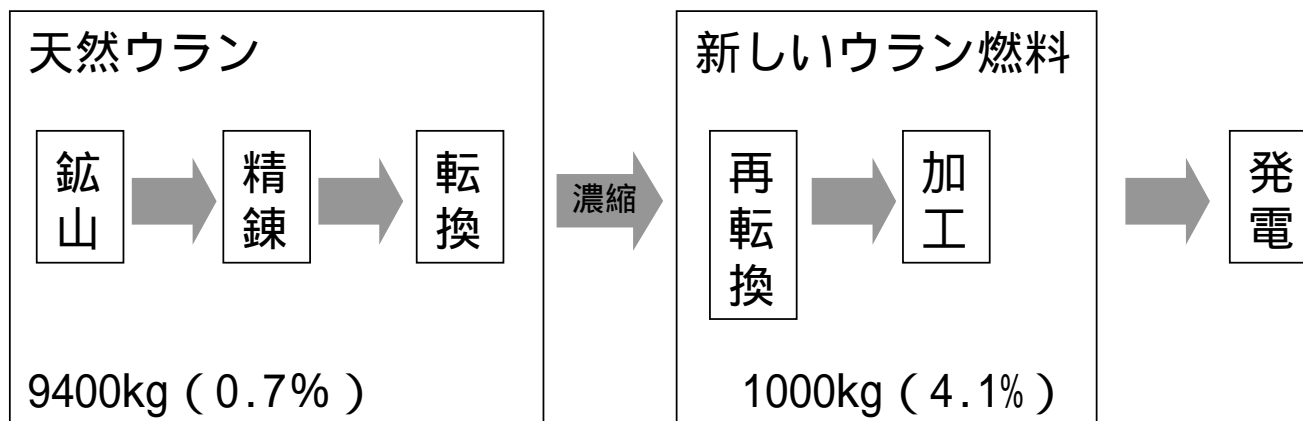 天然ウラン
鉱山
精錬
転換
9400kg（0.7%）
濃縮
新しいウラン燃料
再転換
加工
1000kg（4.1%）
発電